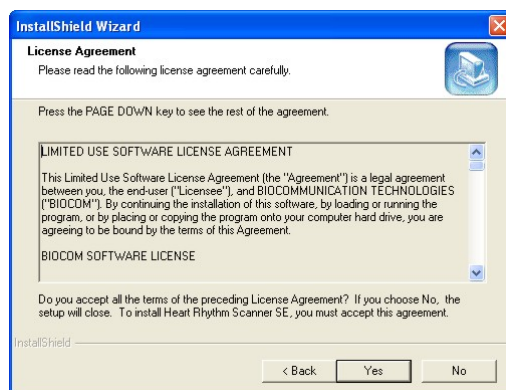 InstallShield Wizard
License Agreement
Please read the following license agreement carefully.
Press the PAGE DOWN key to see the rest of the agreement.
LIMITED USE SOFTWARE LICENSE AGREEMENT
This Limited Use Software License Agreement (the "Agreement") is a legal agreement
between you, the end-user ("Licensee"), and BIOCOMMUNICATION TECHNOLOGIES
("BIOCOM"). By continuing the installation of this software, by loading or running the
program, or by placing or copying the program onto your computer hard drive, you are
agreeing to be bound by the terms of this Agreement.
BIOCOM SOFTWARE LICENSE
Do you accept all the terms of the preceding License Agreement? If you choose No, the
setup will close. To install Heart Rhythm Scanner SE, you must accept this agreement.
InstallShield
< Back Yes No